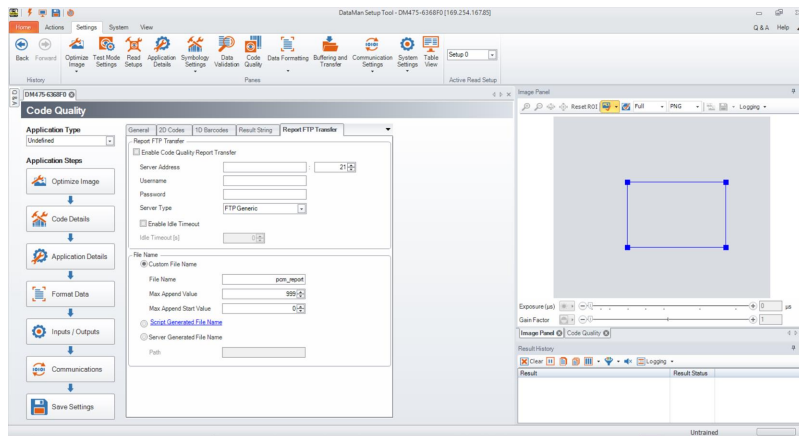 DataMan Setup Tool - DM475-6368F0 [169.254.167.85]
Home Actions Settings System View
Q & A Help
Back Forward Optimize Image Test Mode Settings Read Setups Application Details Symbology Settings Data Validation Code Quality Data Formatting Buffering and Transfer Communication Settings System Settings Table View Setup 0
History Panes Active Read Setup
Q & A
DM475-6368F0
Code Quality
Application Type
Undefined
Application Steps
Optimize Image
Code Details
Application Details
Format Data
Inputs / Outputs
Communications
Save Settings
General 2D Codes 1D Barcodes Result String Report FTP Transfer
Report FTP Transfer
Enable Code Quality Report Transfer
Server Address : 21
Username
Password
Server Type FTP Generic
Enable Idle Timeout
Idle Timeout [s] 0
File Name
Custom File Name
File Name pcm_report
Max Append Value 999
Max Append Start Value 0
Script Generated File Name
Server Generated File Name
Path
Image Panel
Reset ROI Full PNG Logging
Exposure (µs) 0 µs
Gain Factor 1
Image Panel Code Quality
Result History
Clear Logging
Result Result Status
Untrained